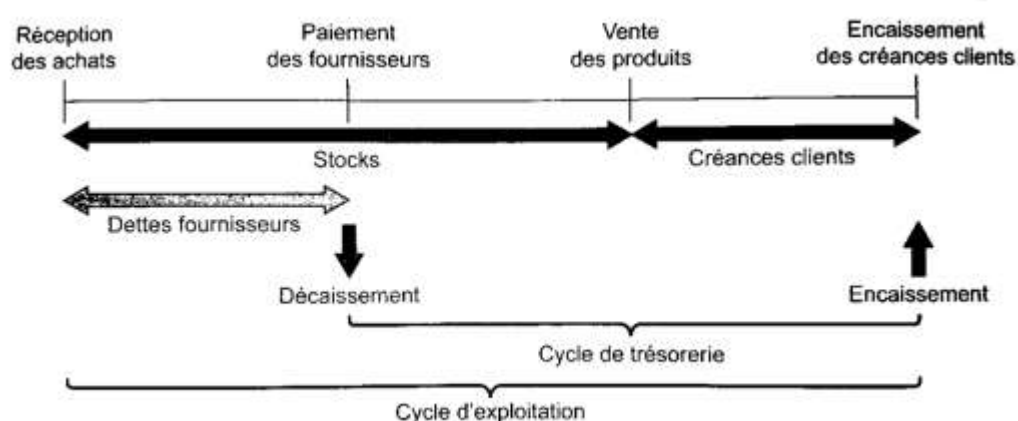 Réception
des achats
Paiement
des fournisseurs
Vente
des produits
Encaissement
des créances clients
Stocks
Créances clients
Dettes fournisseurs
Décaissement
Encaissement
Cycle de trésorerie
Cycle d'exploitation